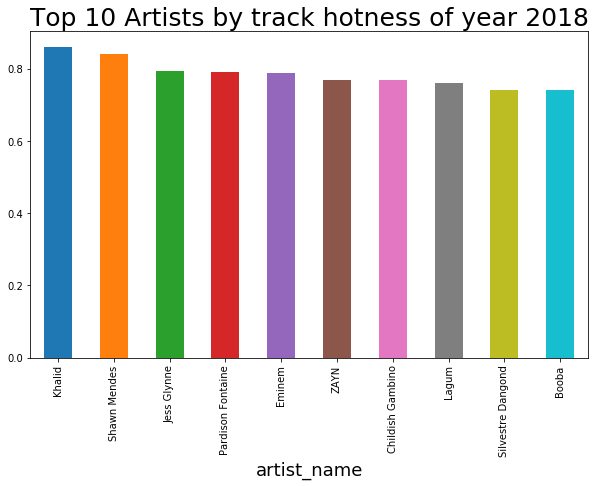 Top 10 Artists by track hotness of year 2018
0.8
0.6
0.4
0.2
0.0
Khalid
Shawn Mendes
Jess Glynne
Pardison Fontaine
Eminem
ZAYN
Childish Gambino
Lagum
Silvestre Dangond
Booba
artist_name